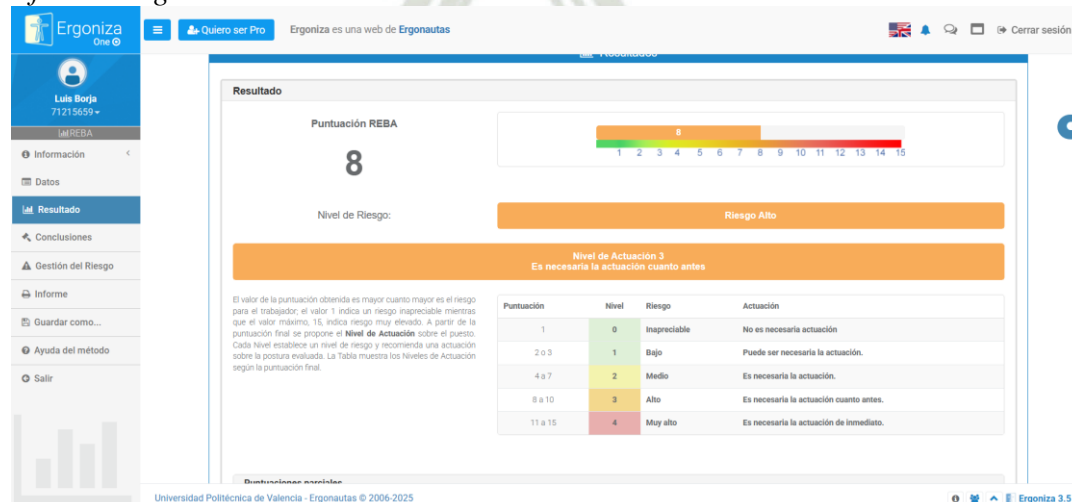 Ergoniza
One
Quiero ser Pro
Ergoniza es una web de Ergonautas
Cerrar sesión
Luis Borja
71215659
REBA
Información
Datos
Resultado
Conclusiones
Gestión del Riesgo
Informe
Guardar como...
Ayuda del método
Salir
Resultado
Puntuación REBA
8
8
1 2 3 4 5 6 7 8 9 10 11 12 13 14 15
Nivel de Riesgo:
Riesgo Alto
Nivel de Actuación 3
Es necesaria la actuación cuanto antes
El valor de la puntuación obtenida es mayor cuanto mayor es el riesgo
para el trabajador; el valor 1 indica un riesgo inapreciable mientras
que el valor máximo, 15, indica riesgo muy elevado. A partir de la
puntuación final se propone el Nivel de Actuación sobre el puesto.
Cada Nivel establece un nivel de riesgo y recomienda una actuación
sobre la postura evaluada. La Tabla muestra los Niveles de Actuación
según la puntuación final.
Puntuación Nivel Riesgo Actuación
1 0 Inapreciable No es necesaria actuación
2 o 3 1 Bajo Puede ser necesaria la actuación.
4 a 7 2 Medio Es necesaria la actuación.
8 a 10 3 Alto Es necesaria la actuación cuanto antes.
11 a 15 4 Muy alto Es necesaria la actuación de inmediato.
Puntuaciones parciales
Universidad Politécnica de Valencia - Ergonautas © 2006-2025
Ergoniza 3.5